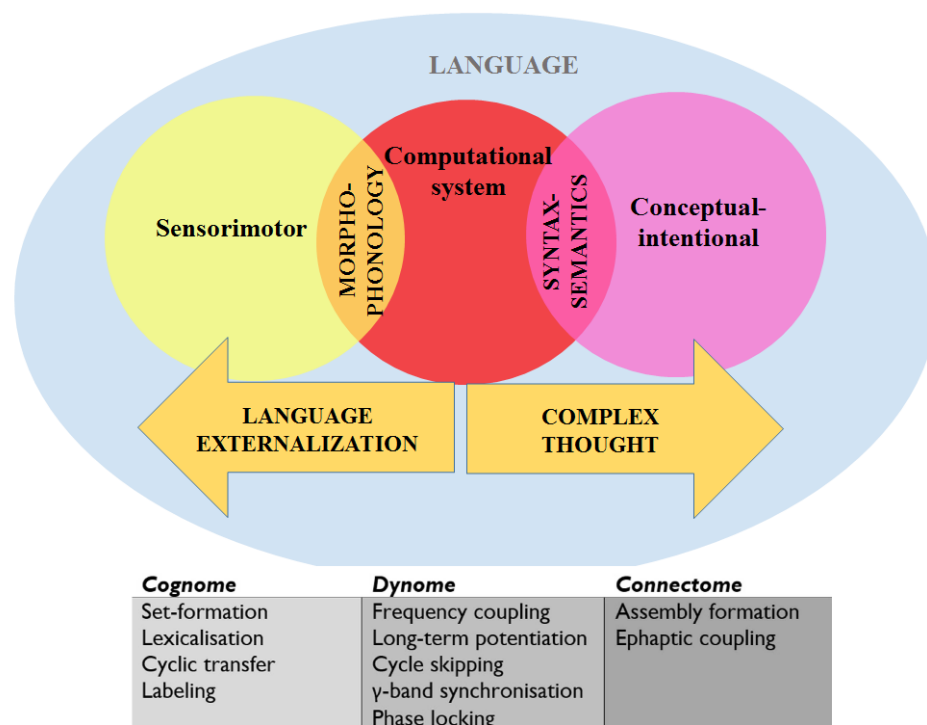 LANGUAGE
Sensorimotor
MORPHO-
PHONOLOGY
Computational
system
SYNTAX-
SEMANTICS
Conceptual-
intentional
LANGUAGE
EXTERNALIZATION
COMPLEX
THOUGHT
Cognome Dynome Connectome
Set-formation Frequency coupling Assembly formation
Lexicalisation Long-term potentiation Ephaptic coupling
Cyclic transfer Cycle skipping
Labeling γ-band synchronisation
Phase locking